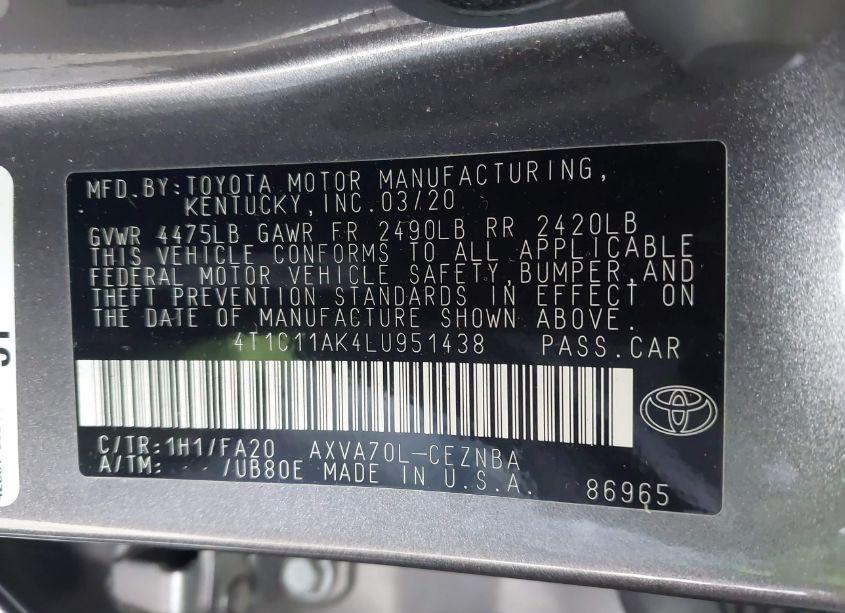 MFD.BY:TOYOTA MOTOR MANUFACTURING,
KENTUCKY,INC.03/20
GVWR 4475LB GAWR FR 2490LB RR 2420LB
THIS VEHICLE CONFORMS TO ALL APPLICABLE
FEDERAL MOTOR VEHICLE SAFETY,BUMPER,AND
THEFT PREVENTION STANDARDS IN EFFECT ON
THE DATE OF MANUFACTURE SHOWN ABOVE.
4T1C11AK4LU951438 PASS.CAR
C/TR:1H1/FA20 AXVA70L-CEZNBA
A/TM: /UB80E MADE IN U.S.A. 86965